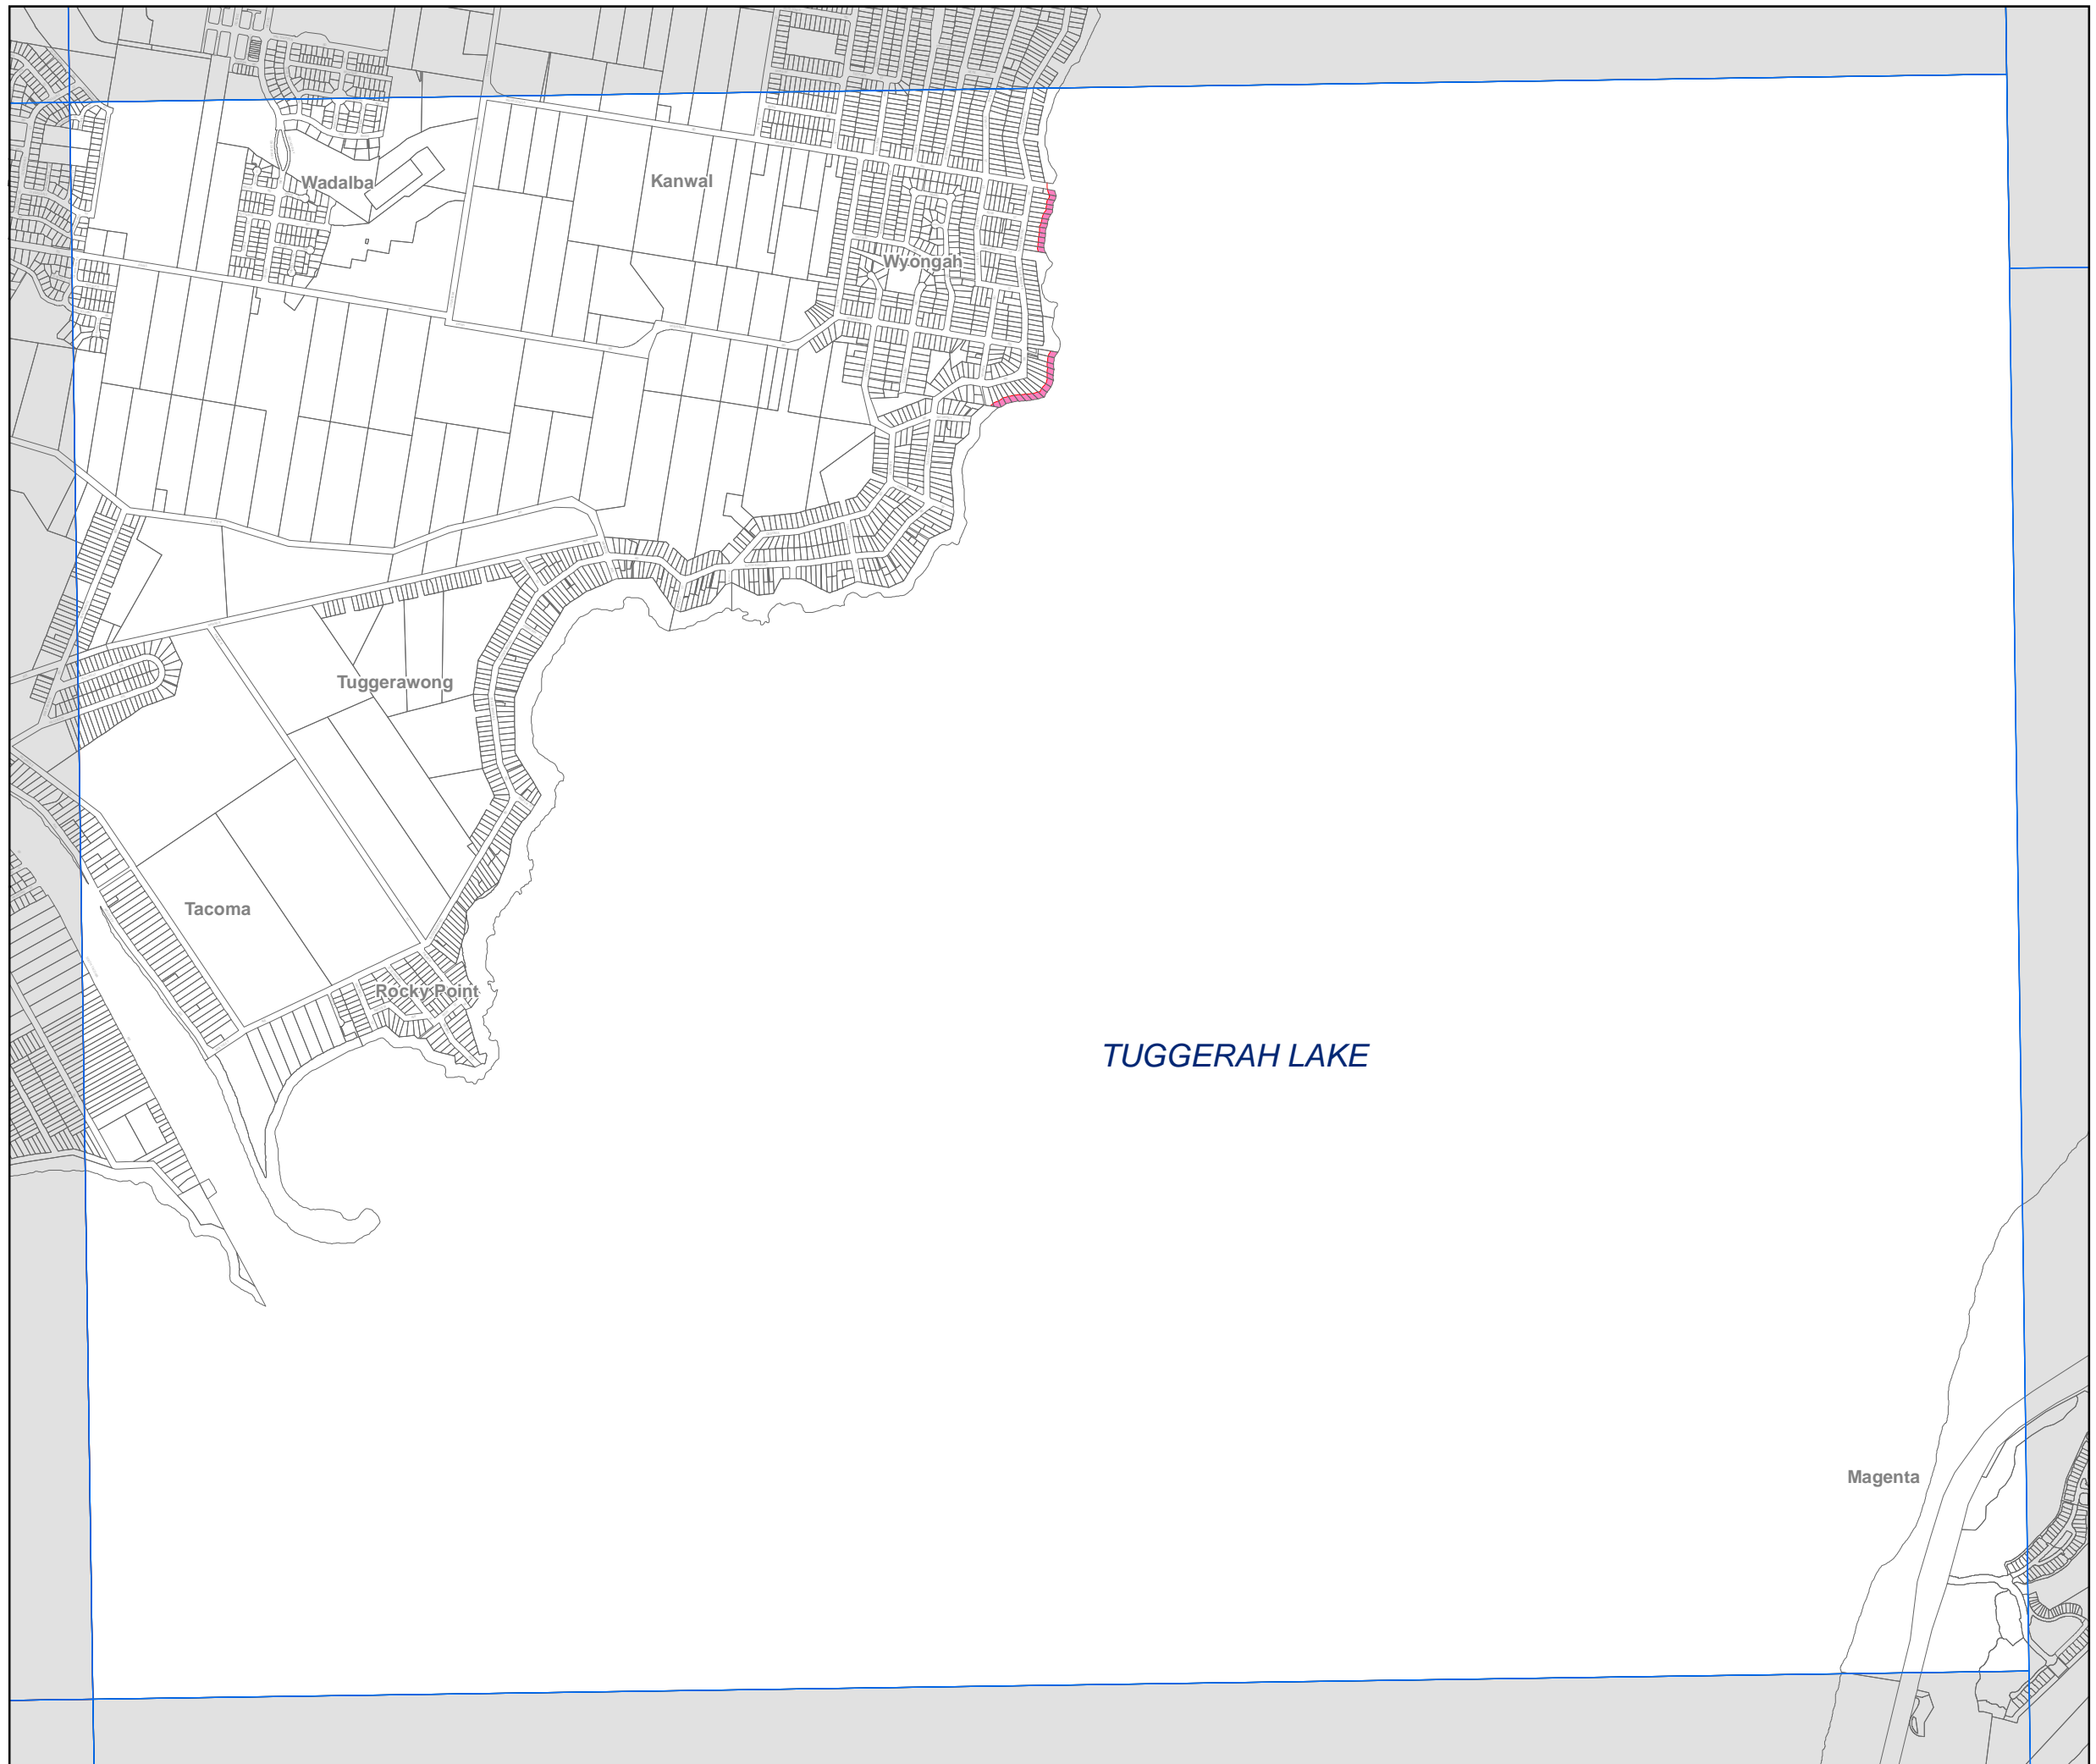 Kanwal
Wadalba
Wyongah
Tuggerawong
Tacoma
Rocky Point
TUGGERAH LAKE
Magenta